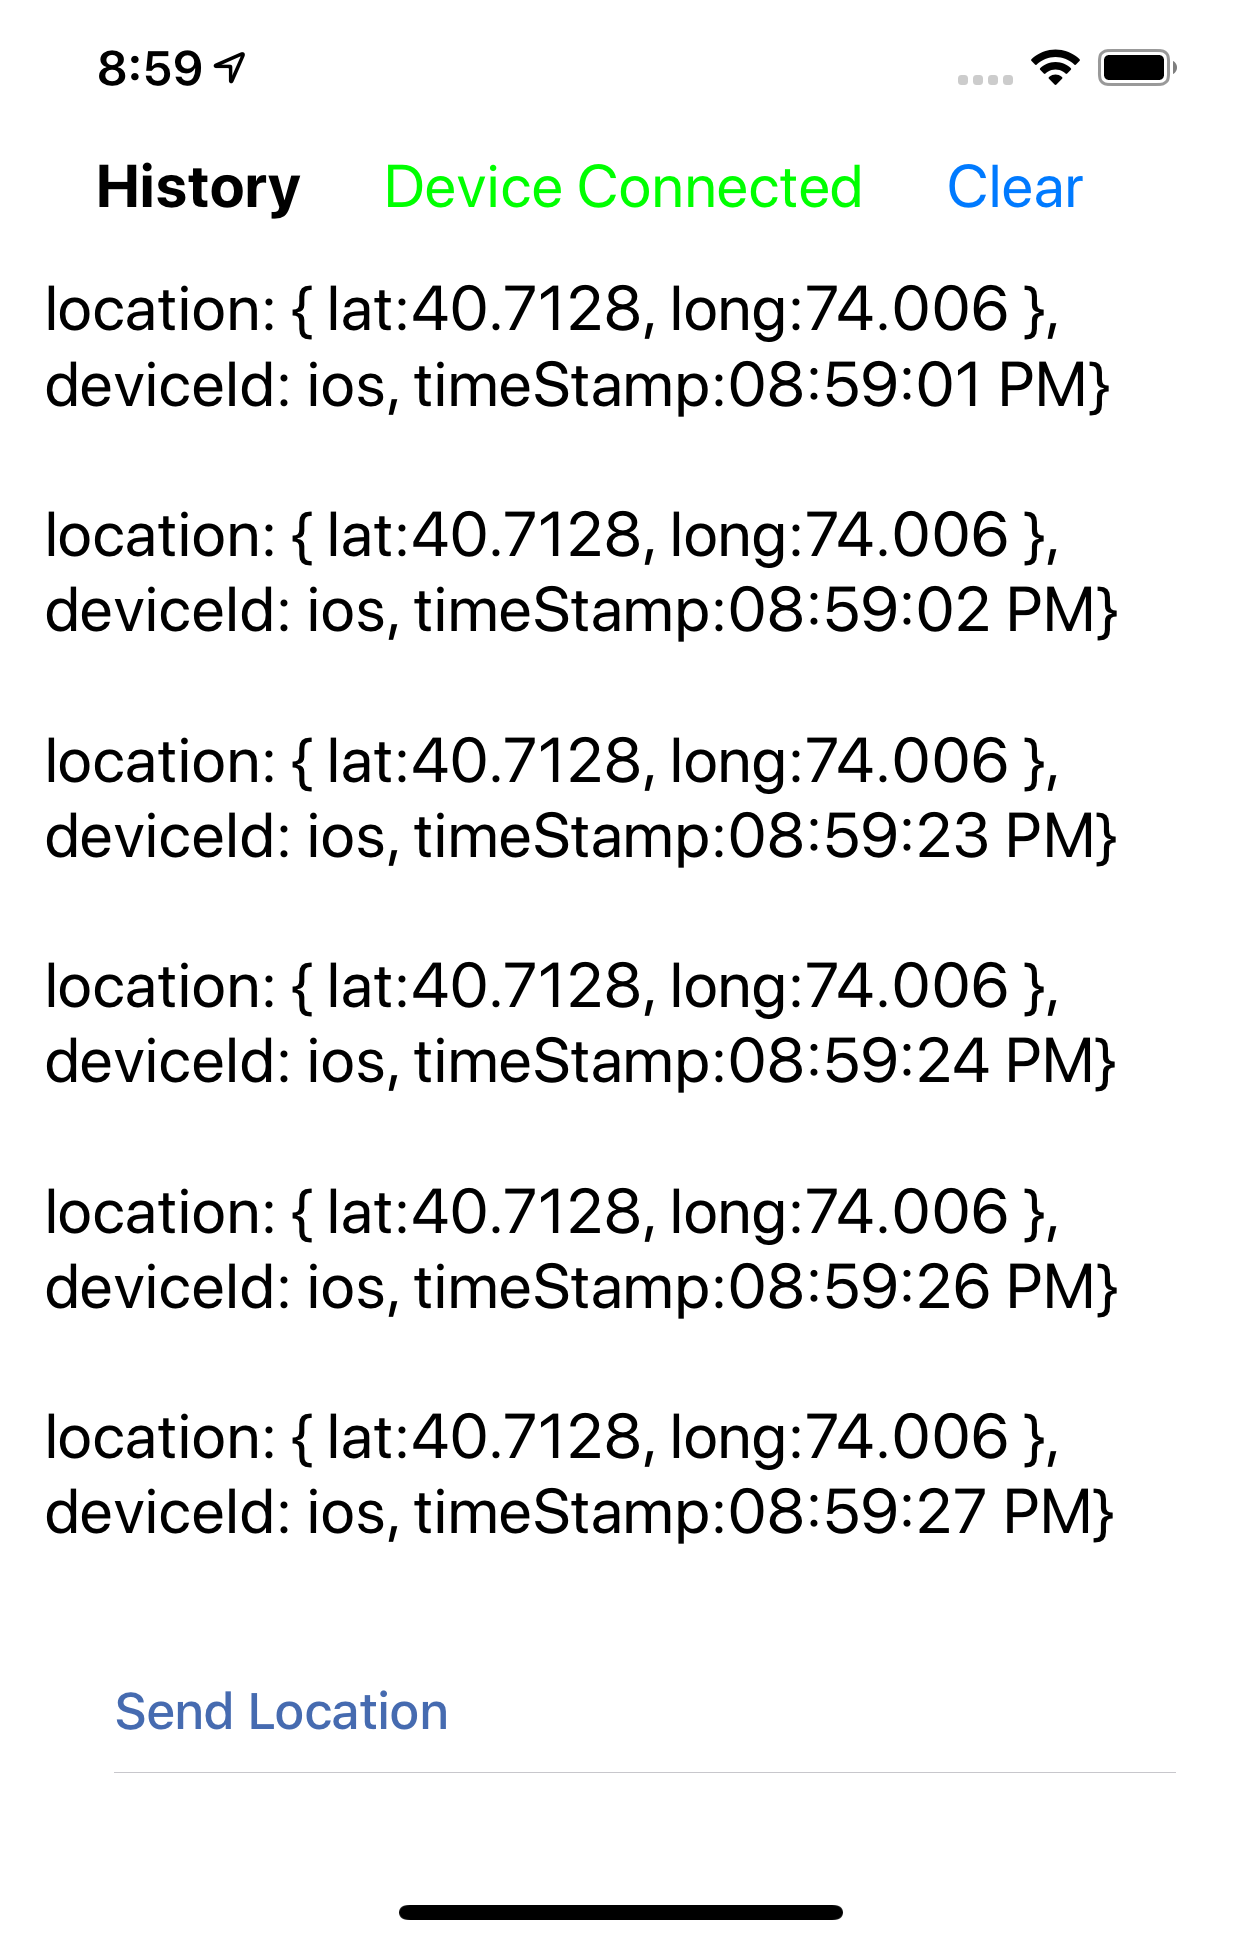 8:59
History Device Connected Clear
location: { lat:40.7128, long:74.006 },
deviceId: ios, timeStamp:08:59:01 PM}
location: { lat:40.7128, long:74.006 },
deviceId: ios, timeStamp:08:59:02 PM}
location: { lat:40.7128, long:74.006 },
deviceId: ios, timeStamp:08:59:23 PM}
location: { lat:40.7128, long:74.006 },
deviceId: ios, timeStamp:08:59:24 PM}
location: { lat:40.7128, long:74.006 },
deviceId: ios, timeStamp:08:59:26 PM}
location: { lat:40.7128, long:74.006 },
deviceId: ios, timeStamp:08:59:27 PM}
Send Location